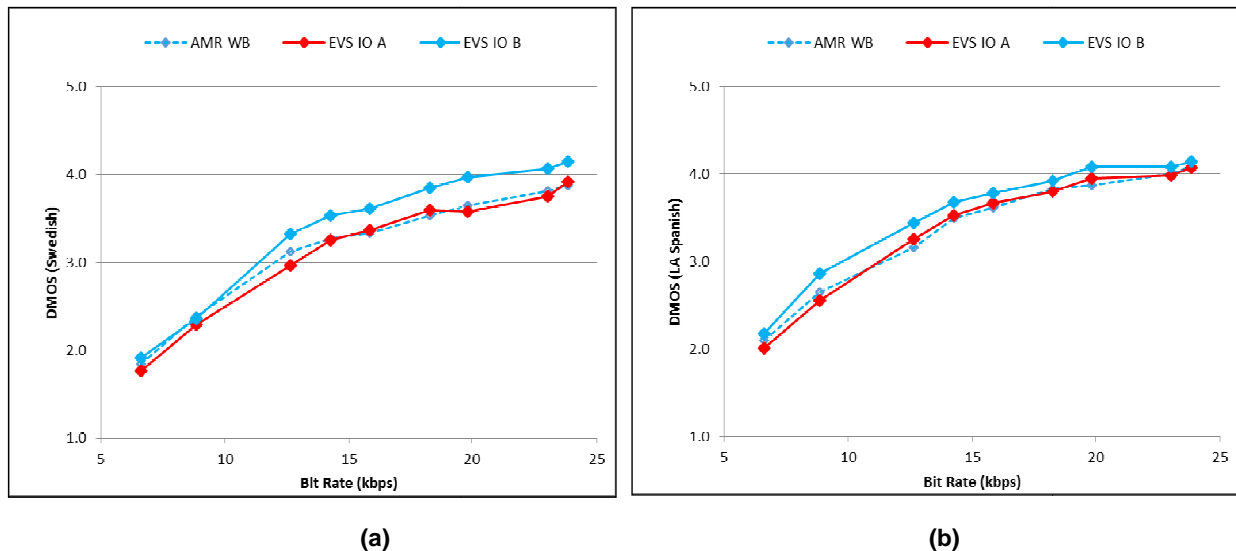 AMR WB EVS IO A EVS IO B
5.0
4.0
3.0
2.0
1.0
DMOS (Swedish)
5 10 15 20 25
Bit Rate (kbps)
(a)
AMR WB EVS IO A EVS IO B
5.0
4.0
3.0
2.0
1.0
DMOS (LA Spanish)
5 10 15 20 25
Bit Rate (kbps)
(b)